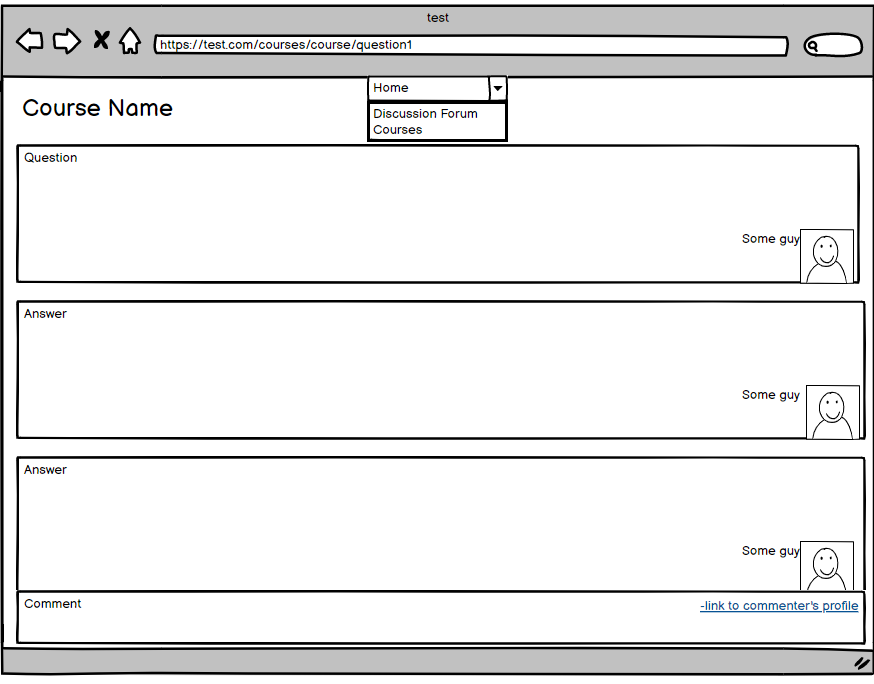 test
https://test.com/courses/course/question1
Home
Course Name
Discussion Forum
Courses
Question
Some guy
Answer
Some guy
Answer
Some guy
Comment
-link to commenter's profile